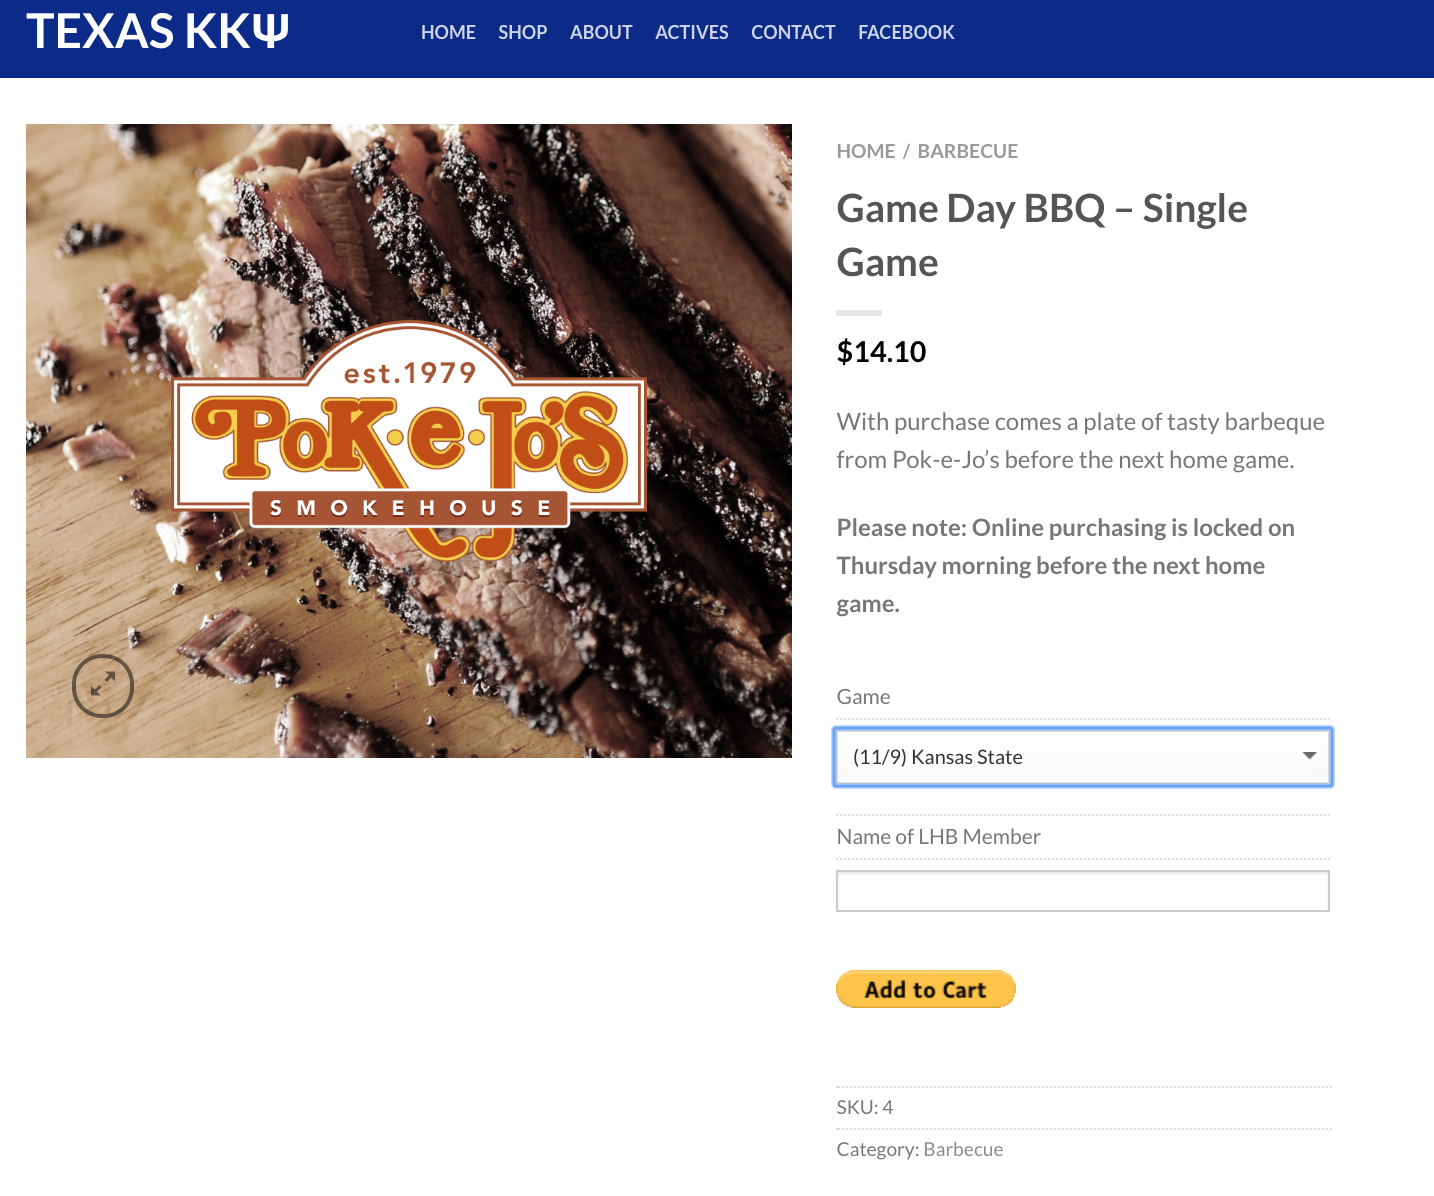 TEXAS KKΨ
HOME SHOP ABOUT ACTIVES CONTACT FACEBOOK
est.1979
PoK•e•Jo's
SMOKEHOUSE
HOME / BARBECUE
Game Day BBQ – Single
Game
$14.10
With purchase comes a plate of tasty barbeque
from Pok-e-Jo’s before the next home game.
Please note: Online purchasing is locked on
Thursday morning before the next home
game.
Game
(11/9) Kansas State
Name of LHB Member
Add to Cart
SKU: 4
Category: Barbecue